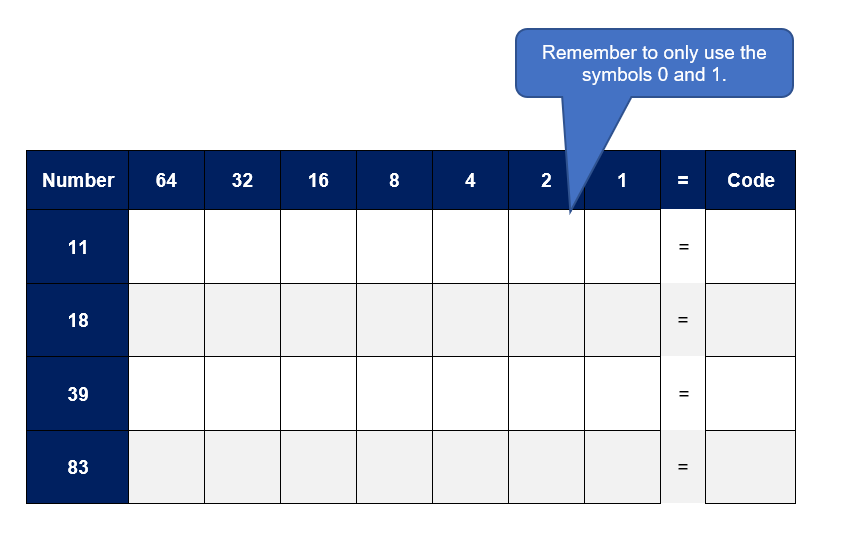 Remember to only use the
symbols 0 and 1.
Number 64 32 16 8 4 2 1 = Code
11 =
18 =
39 =
83 =